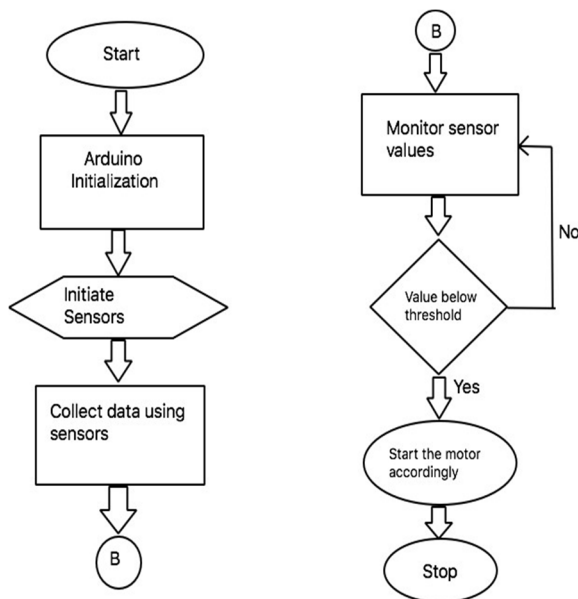 Start
Arduino
Initialization
Initiate
Sensors
Collect data using
sensors
B
B
Monitor sensor
values
No
Value below
threshold
Yes
Start the motor
accordingly
Stop